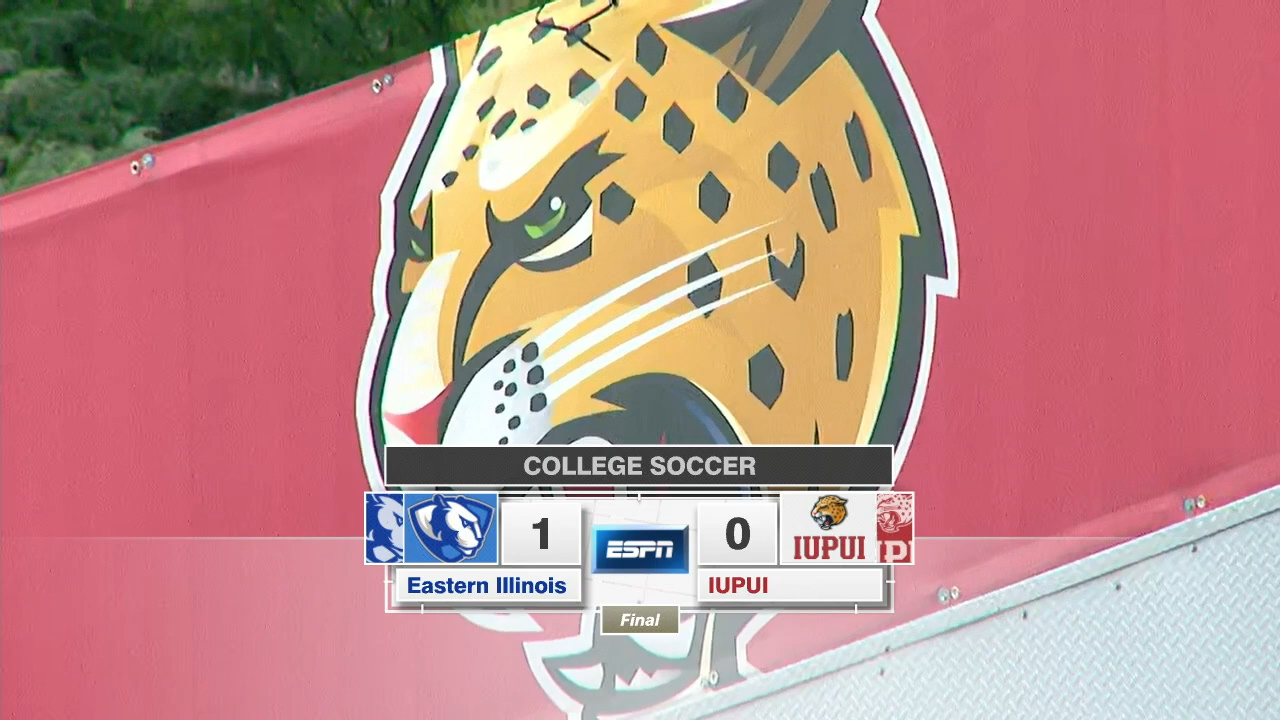 COLLEGE SOCCER
1
ESPN
0
IUPUI
Eastern Illinois
IUPUI
Final